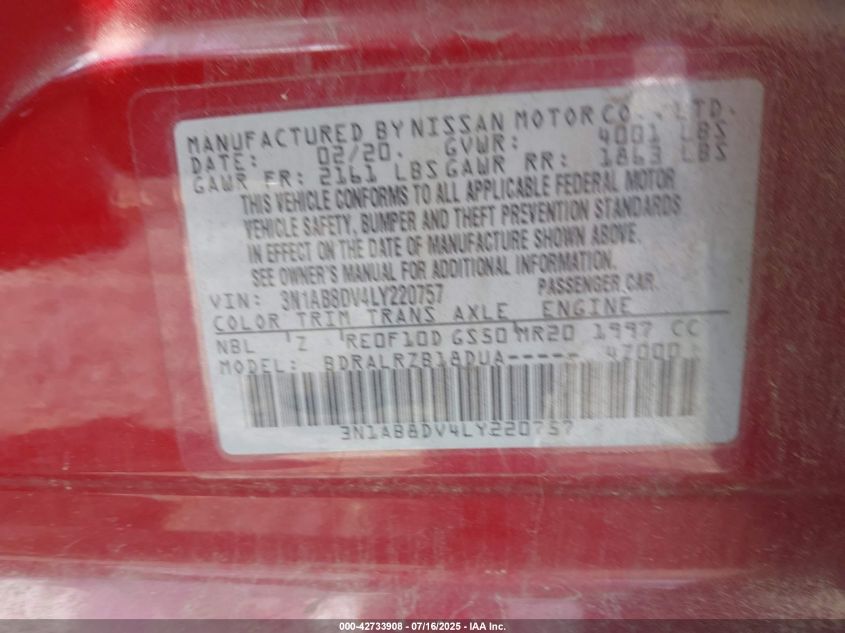 MANUFACTURED BY NISSAN MOTOR CO., LTD.
DATE: 02/20. GVWR: 4001 LBS
GAWR FR: 2161 LBS GAWR RR: 1863 LBS
THIS VEHICLE CONFORMS TO ALL APPLICABLE FEDERAL MOTOR
VEHICLE SAFETY, BUMPER AND THEFT PREVENTION STANDARDS
IN EFFECT ON THE DATE OF MANUFACTURE SHOWN ABOVE.
SEE OWNER'S MANUAL FOR ADDITIONAL INFORMATION.
VIN: 3N1AB8DV4LY220757 PASSENGER CAR.
COLOR TRIM TRANS AXLE ENGINE
NBL Z RE0F10D GS50 MR20 1997 CC
MODEL: BDRALRZB18DUA----- 47000
3N1AB8DV4LY220757
000-42733908 - 07/16/2025 - IAA Inc.